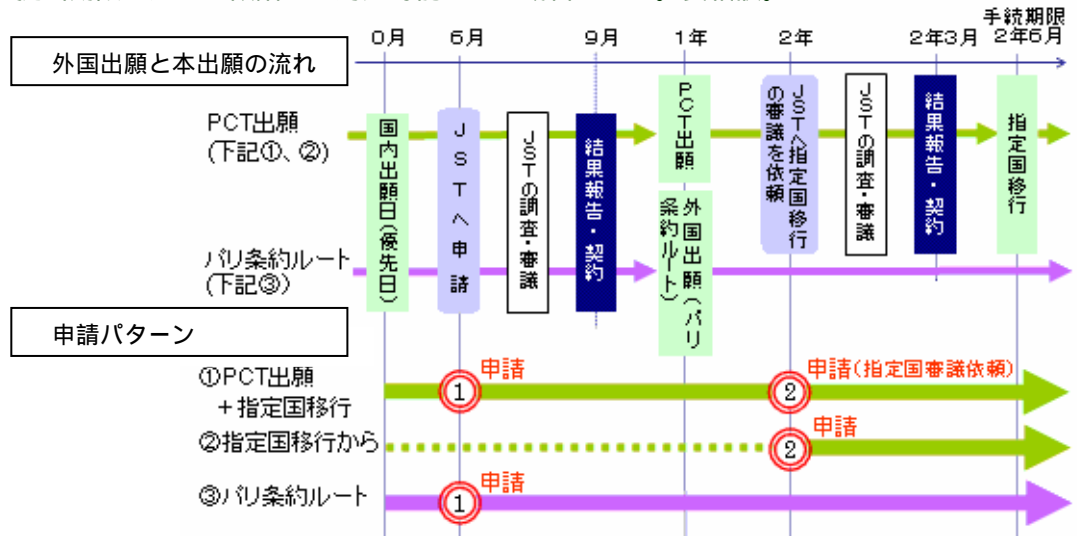 手続期限
0月 6月 9月 1年 2年 2年3月 2年6月
外国出願と本出願の流れ
PCT出願
(下記①、②)
パリ条約ルート
(下記③)
国内出願日(優先日)
JSTへ申請
JSTの調査・審議
結果報告・契約
PCT出願
外国出願(パリ
条約ルート)
JSTへ指定国移行
の審議を依頼
JSTの調査・審議
結果報告・契約
指定国移行
申請パターン
①PCT出願
+指定国移行
1 申請
2 申請(指定国審議依頼)
②指定国移行から
2 申請
③パリ条約ルート
1 申請